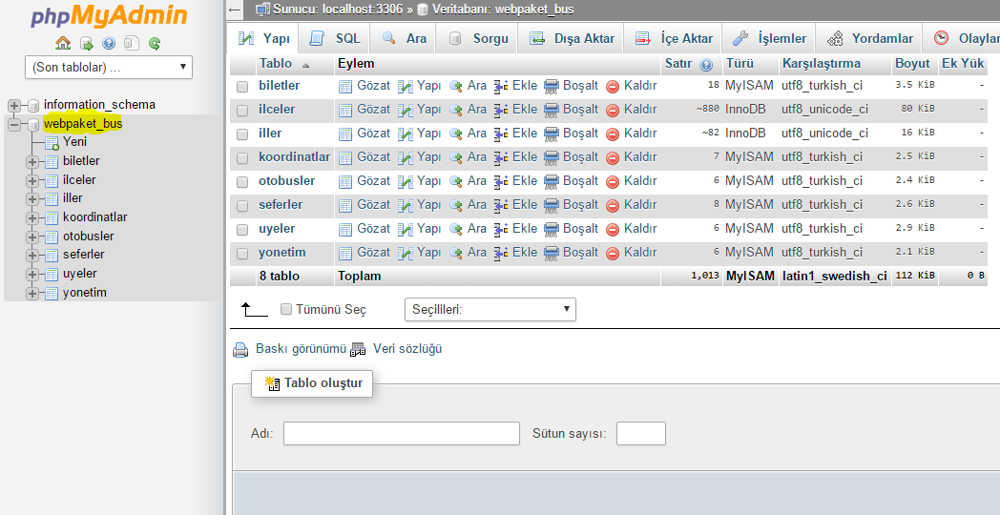 phpMyAdmin
(Son tablolar) ...
information_schema
webpaket_bus
Yeni
biletler
ilceler
iller
koordinatlar
otobusler
seferler
uyeler
yonetim
Sunucu: localhost:3306 » Veritabanı: webpaket_bus
Yapı SQL Ara Sorgu Dışa Aktar İçe Aktar İşlemler Yordamlar Olaylar
Tablo Eylem Satır Türü Karşılaştırma Boyut Ek Yük
biletler Gözat Yapı Ara Ekle Boşalt Kaldır 18 MyISAM utf8_turkish_ci 3.5 KiB -
ilceler Gözat Yapı Ara Ekle Boşalt Kaldır ~880 InnoDB utf8_unicode_ci 80 KiB -
iller Gözat Yapı Ara Ekle Boşalt Kaldır ~82 InnoDB utf8_unicode_ci 16 KiB -
koordinatlar Gözat Yapı Ara Ekle Boşalt Kaldır 7 MyISAM utf8_turkish_ci 2.5 KiB -
otobusler Gözat Yapı Ara Ekle Boşalt Kaldır 6 MyISAM utf8_turkish_ci 2.4 KiB -
seferler Gözat Yapı Ara Ekle Boşalt Kaldır 8 MyISAM utf8_turkish_ci 2.6 KiB -
uyeler Gözat Yapı Ara Ekle Boşalt Kaldır 6 MyISAM utf8_turkish_ci 2.9 KiB -
yonetim Gözat Yapı Ara Ekle Boşalt Kaldır 6 MyISAM utf8_turkish_ci 2.1 KiB -
8 tablo Toplam 1,013 MyISAM latin1_swedish_ci 112 KiB 0 B
Tümünü Seç Seçilileri:
Baskı görünümü Veri sözlüğü
Tablo oluştur
Adı: Sütun sayısı: